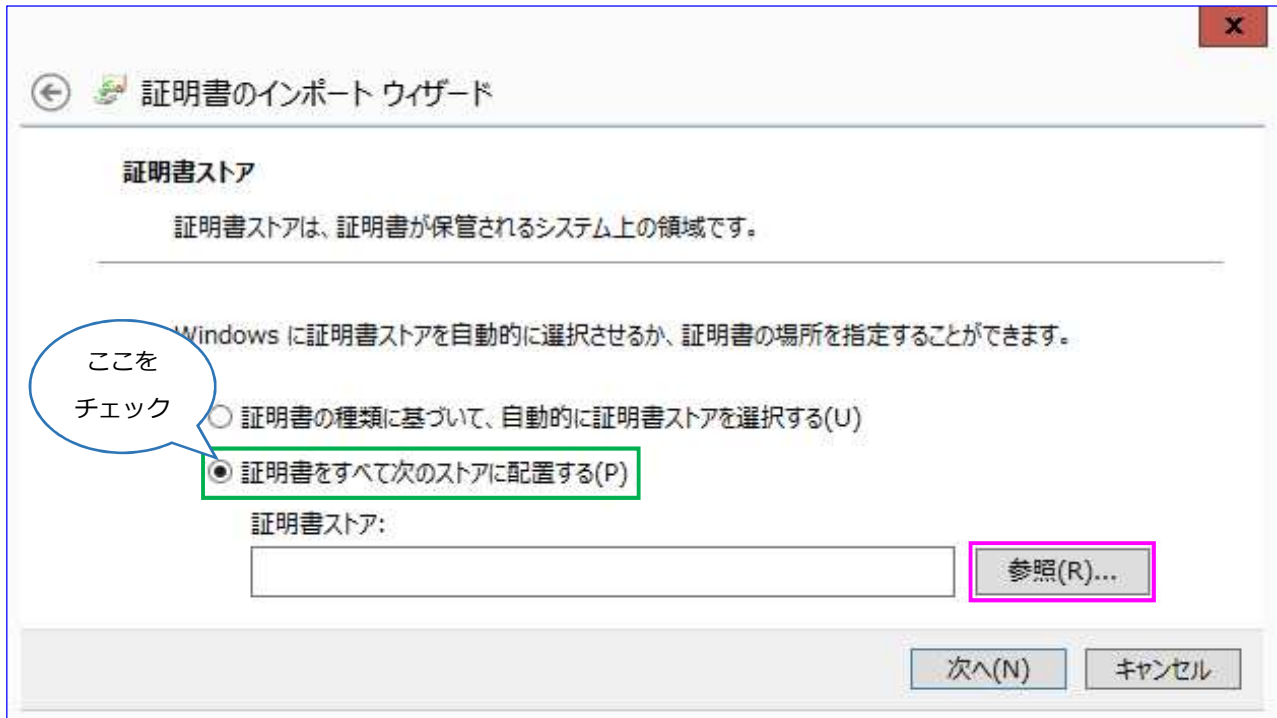 x
証明書のインポート ウィザード
証明書ストア
証明書ストアは、証明書が保管されるシステム上の領域です。
Windows に証明書ストアを自動的に選択させるか、証明書の場所を指定することができます。
ここを
チェック
証明書の種類に基づいて、自動的に証明書ストアを選択する(U)
証明書をすべて次のストアに配置する(P)
証明書ストア:
参照(R)...
次へ(N)
キャンセル